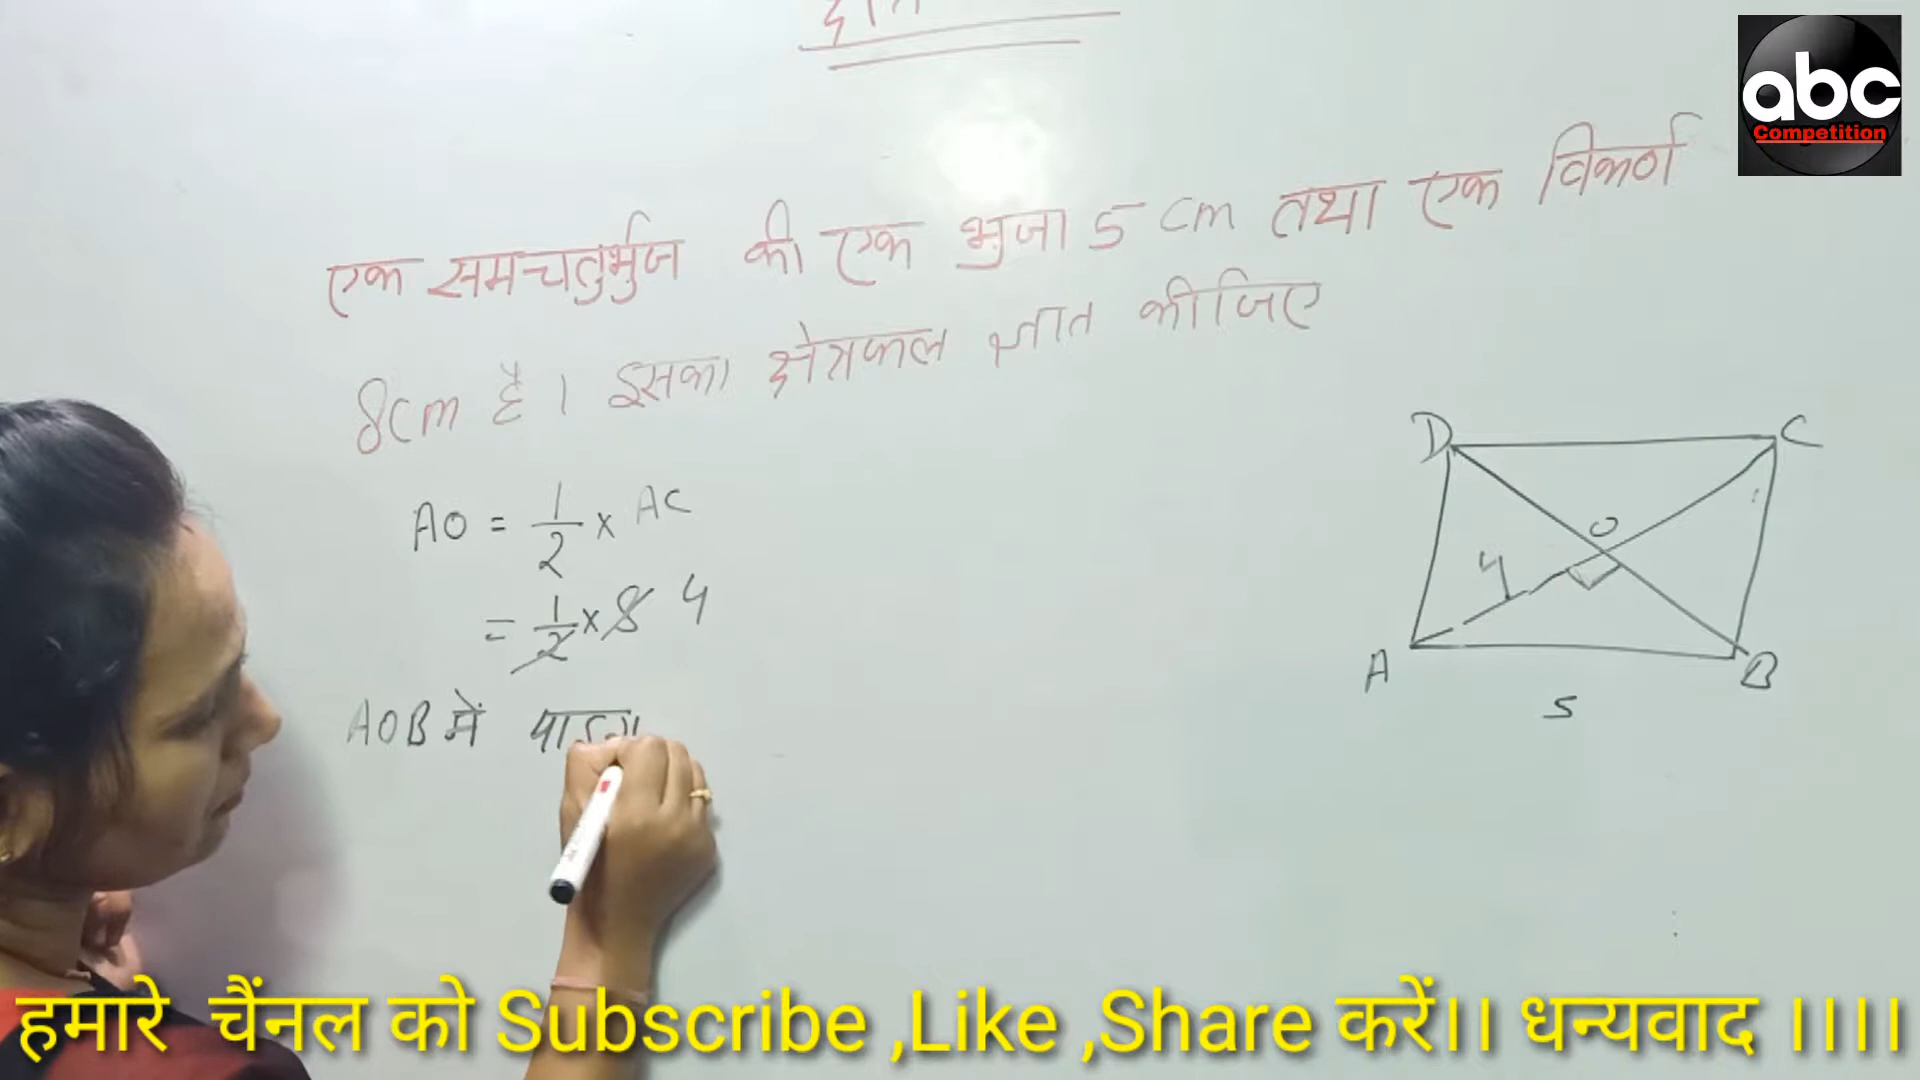 abc
Competition
एक समचतुर्भुज की एक भुजा 5 cm तथा एक विकर्ण
8cm है। इसका क्षेत्रफल ज्ञात कीजिए
AO = 1/2 x AC
= 1/2 x 8 4
AOB में
D C
O
4
A B
5
हमारे चैंनल को Subscribe ,Like ,Share करें।। धन्यवाद ।।।।